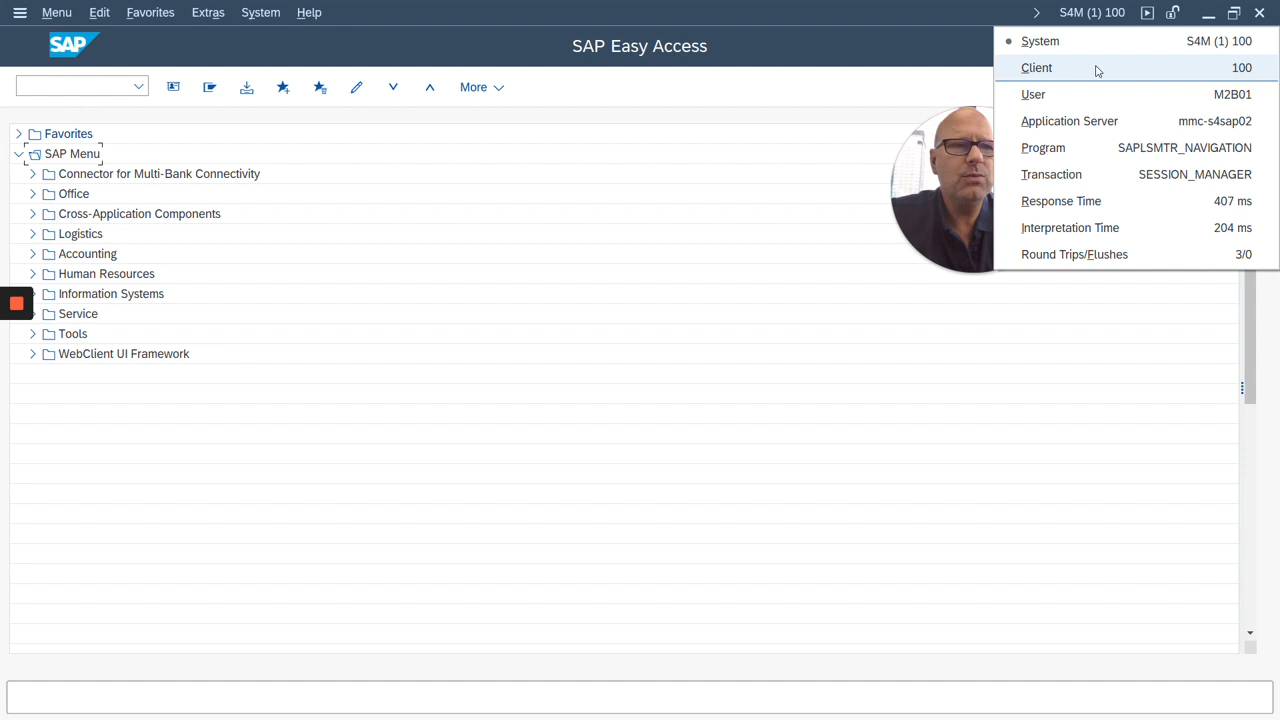 Menu Edit Favorites Extras System Help S4M (1) 100
SAP SAP Easy Access
System S4M (1) 100
Client 100
More
User M2B01
Application Server mmc-s4sap02
Favorites
Program SAPLSMTR_NAVIGATION
SAP Menu
Connector for Multi-Bank Connectivity
Transaction SESSION_MANAGER
Office
Response Time 407 ms
Cross-Application Components
Interpretation Time 204 ms
Logistics
Accounting
Round Trips/Flushes 3/0
Human Resources
Information Systems
Service
Tools
WebClient UI Framework